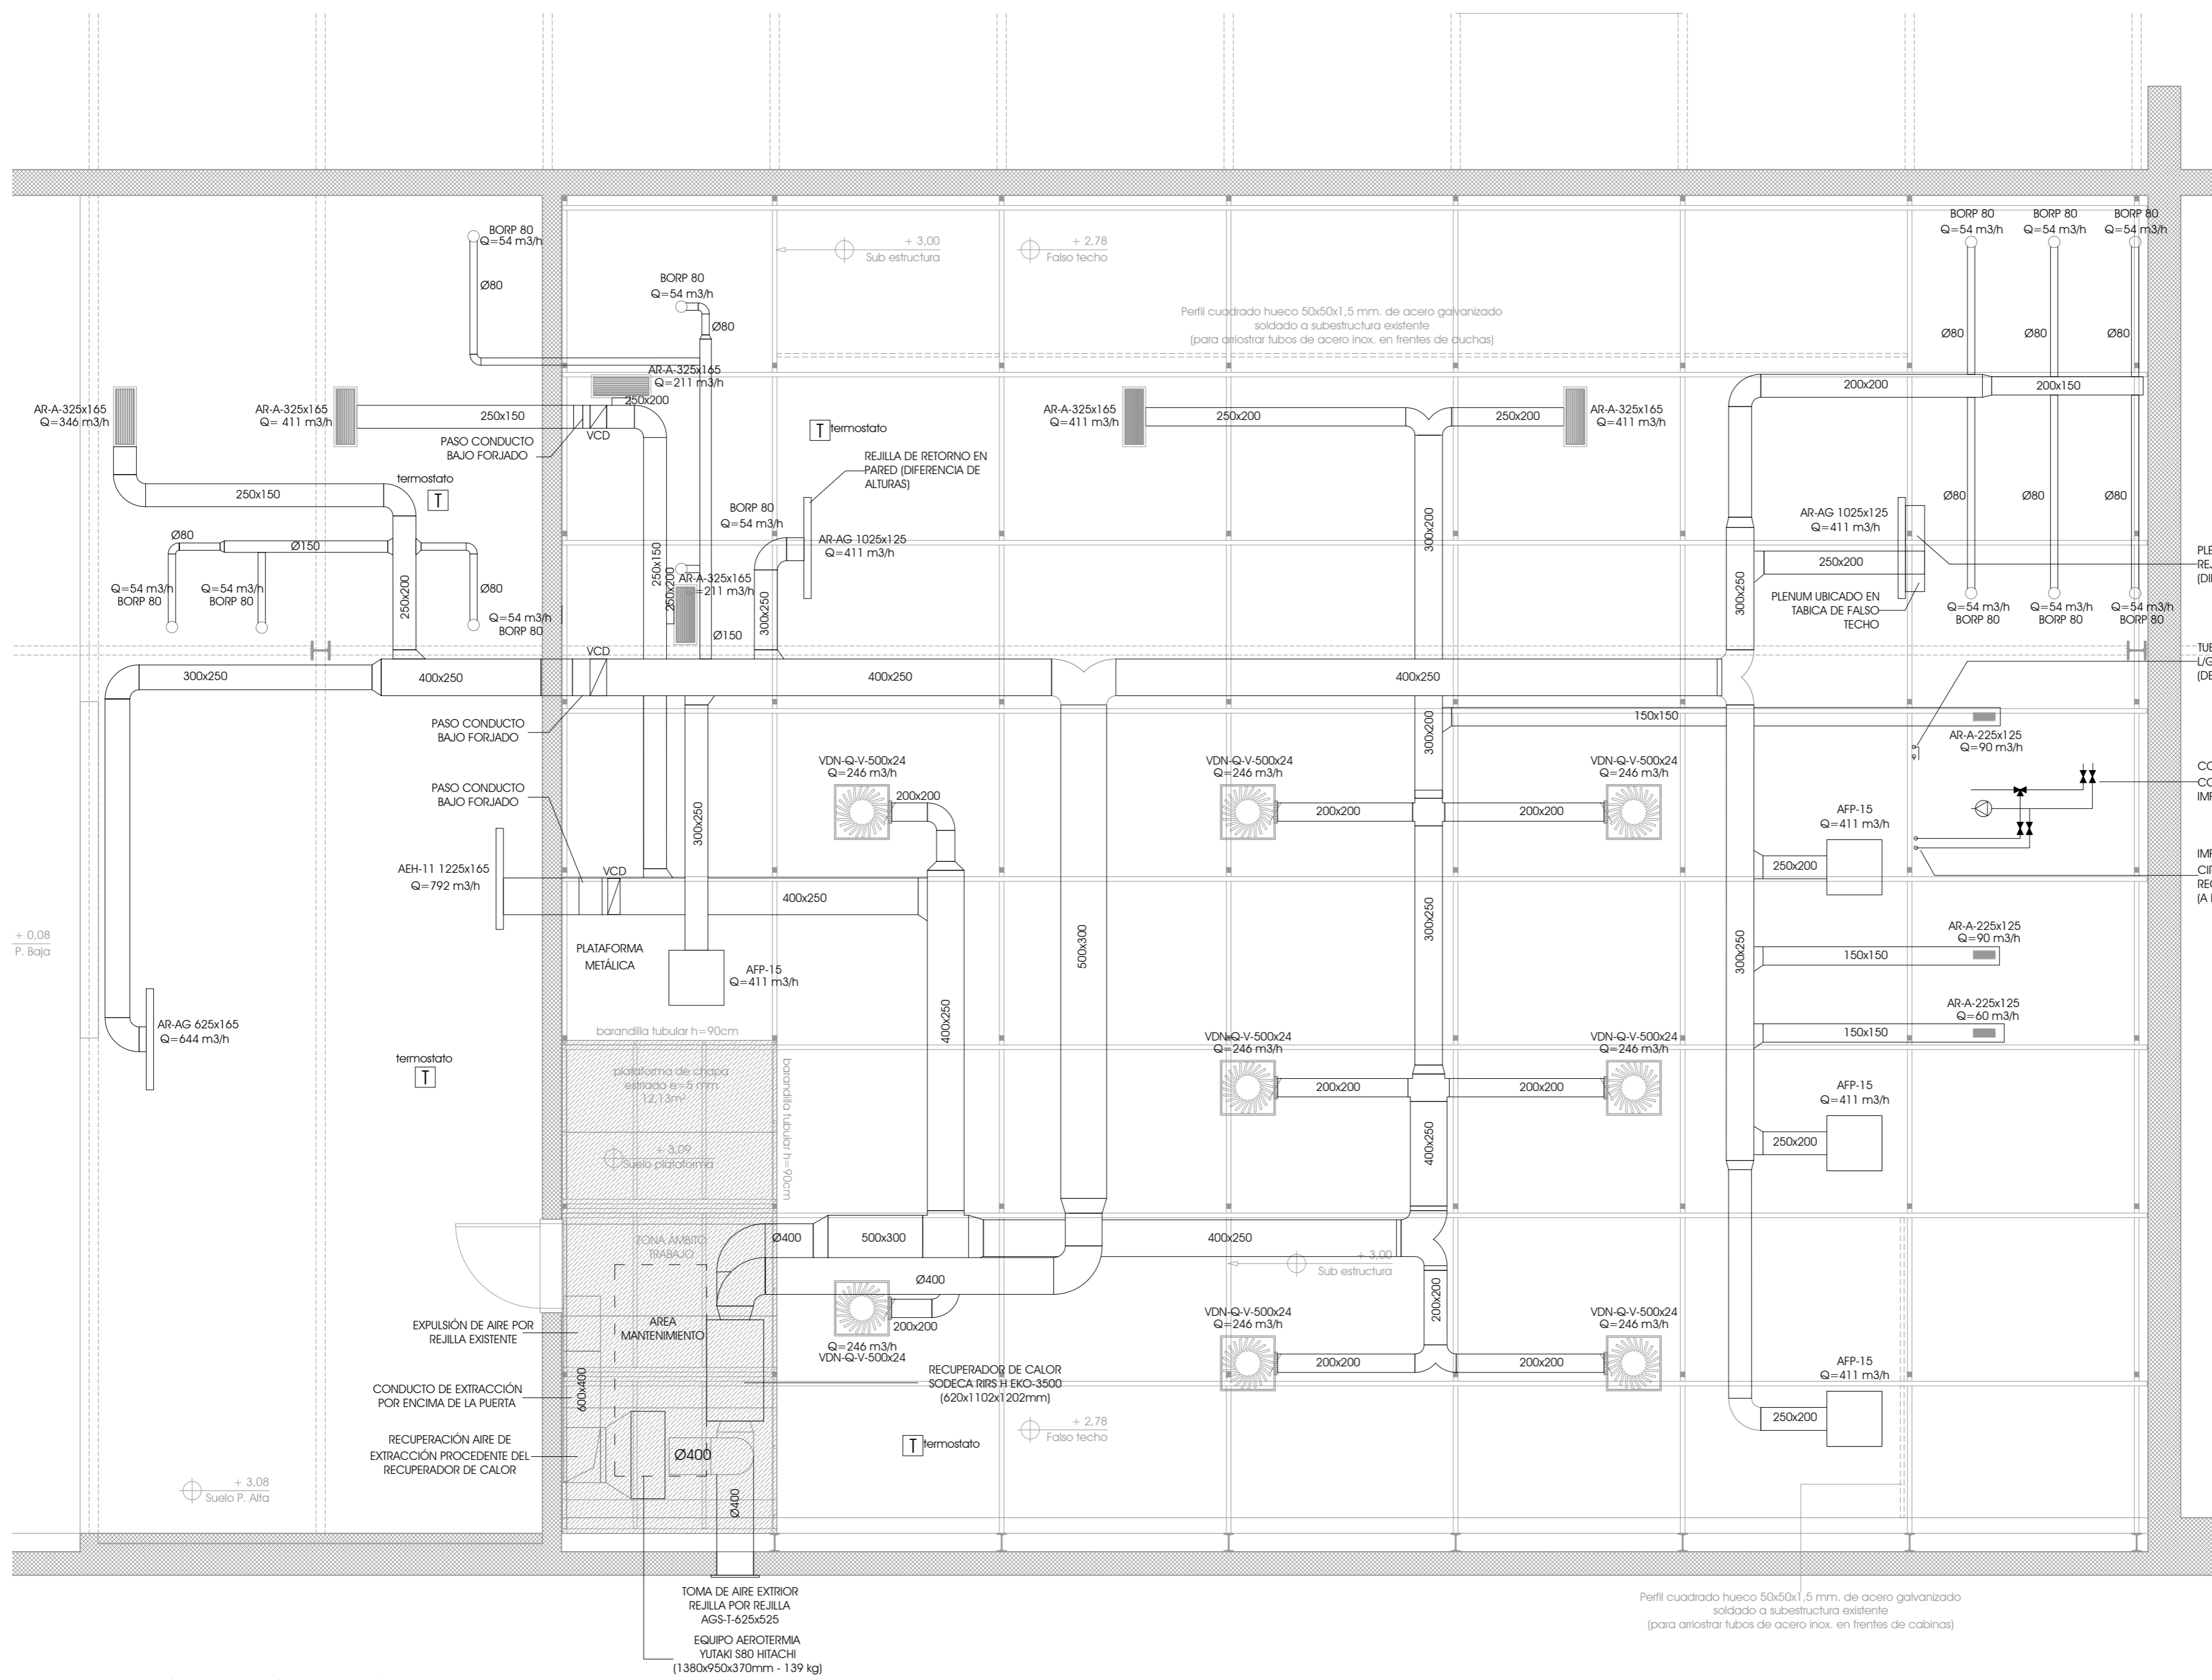 BORP 80
Q=54 m3/h
Ø80
BORP 80
Q=54 m3/h
Ø80
+ 3,00
Sub estructura
+ 2,78
Falso techo
BORP 80
Q=54 m3/h
BORP 80
Q=54 m3/h
BORP 80
Q=54 m3/h
Perfil cuadrado hueco 50x50x1,5 mm. de acero galvanizado
soldado a subestructura existente
(para arriostrar tubos de acero inox. en frentes de duchas)
Ø80
Ø80
Ø80
AR-A-325x165
Q=346 m3/h
AR-A-325x165
Q= 411 m3/h
250x150
AR-A-325x165
Q=211 m3/h
250x200
VCD
PASO CONDUCTO
BAJO FORJADO
T
termostato
REJILLA DE RETORNO EN
PARED (DIFERENCIA DE
ALTURAS)
AR-A-325x165
Q=411 m3/h
250x200
250x200
AR-A-325x165
Q=411 m3/h
200x200
200x150
termostato
T
250x150
Ø80
Ø150
Q=54 m3/h
BORP 80
Q=54 m3/h
BORP 80
250x200
Ø80
Q=54 m3/h
BORP 80
250x150
250x200
BORP 80
Q=54 m3/h
AR-A-325x165
Q=211 m3/h
Ø150
300x250
AR-AG 1025x125
Q=411 m3/h
300x200
300x250
AR-AG 1025x125
Q=411 m3/h
250x200
PLENUM UBICADO EN
TABICA DE FALSO
TECHO
Ø80
Ø80
Ø80
Q=54 m3/h
BORP 80
Q=54 m3/h
BORP 80
Q=54 m3/h
BORP 80
300x250
400x250
VCD
400x250
400x250
PASO CONDUCTO
BAJO FORJADO
300x200
150x150
AR-A-225x125
Q=90 m3/h
PASO CONDUCTO
BAJO FORJADO
VDN-Q-V-500x24
Q=246 m3/h
200x200
VDN-Q-V-500x24
Q=246 m3/h
200x200
VDN-Q-V-500x24
Q=246 m3/h
200x200
300x250
AFP-15
Q=411 m3/h
250x200
AEH-11 1225x165
Q=792 m3/h
VCD
400x250
PLATAFORMA
METÁLICA
AFP-15
Q=411 m3/h
+ 0,08
P. Baja
500x300
300x250
300x250
AR-A-225x125
Q=90 m3/h
150x150
AR-AG 625x165
Q=644 m3/h
barandilla tubular h=90cm
400x250
AR-A-225x125
Q=60 m3/h
150x150
termostato
T
plataforma de chapa
estriada e=5 mm
12,13m²
barandilla tubular h=90cm
VDN-Q-V-500x24
Q=246 m3/h
200x200
VDN-Q-V-500x24
Q=246 m3/h
200x200
AFP-15
Q=411 m3/h
250x200
+ 3,09
Suelo plataforma
400x250
ZONA ÁMBITO
TRABAJO
Ø400
500x300
400x250
+ 3,00
Sub estructura
Ø400
200x200
EXPULSIÓN DE AIRE POR
REJILLA EXISTENTE
AREA
MANTENIMIENTO
200x200
Q=246 m3/h
VDN-Q-V-500x24
VDN-Q-V-500x24
Q=246 m3/h
200x200
VDN-Q-V-500x24
Q=246 m3/h
200x200
AFP-15
Q=411 m3/h
250x200
CONDUCTO DE EXTRACCIÓN
POR ENCIMA DE LA PUERTA
600x400
RECUPERADOR DE CALOR
SODECA RIRS H EKO-3500
(620x1102x1202mm)
RECUPERACIÓN AIRE DE
EXTRACCIÓN PROCEDENTE DEL
RECUPERADOR DE CALOR
Ø400
Ø400
T
termostato
+ 2,78
Falso techo
+ 3,08
Suelo P. Alta
TOMA DE AIRE EXTRIOR
REJILLA POR REJILLA
AGS-T-625x525
EQUIPO AEROTERMIA
YUTAKI S80 HITACHI
(1380x950x370mm - 139 kg)
Perfil cuadrado hueco 50x50x1,5 mm. de acero galvanizado
soldado a subestructura existente
(para arriostrar tubos de acero inox. en frentes de cabinas)